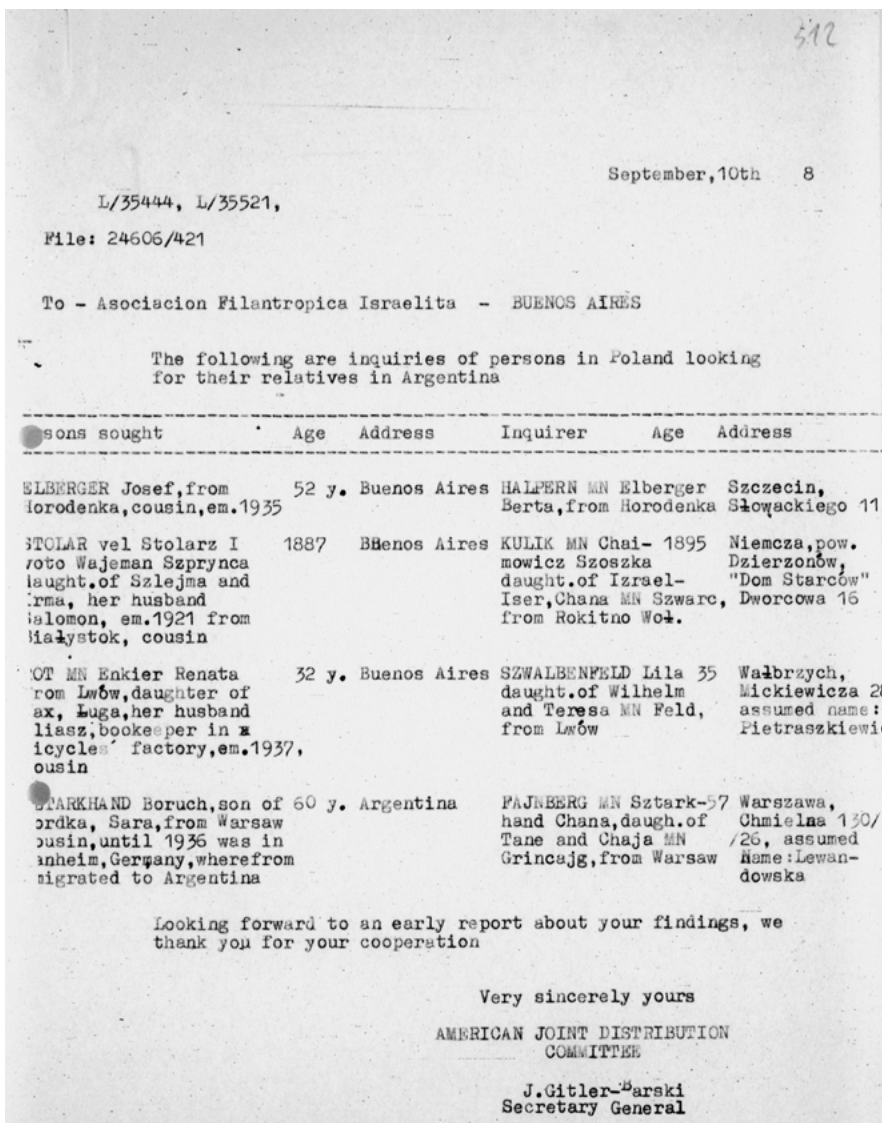 512
September,10th 8
L/35444, L/35521,
File: 24606/421
To - Asociacion Filantropica Israelita - BUENOS AIRES
The following are inquiries of persons in Poland looking
for their relatives in Argentina
sons sought Age Address Inquirer Age Address
ELBERGER Josef,from 52 y. Buenos Aires HALPERN MN Elberger Szczecin,
Horodenka,cousin,em.1935 Berta,from Horodenka Słowackiego 11
STOLAR vel Stolarz I 1887 Buenos Aires KULIK MN Chai- 1895 Niemcza,pow.
voto Wajeman Szprynca mowicz Szoszka Dzierzonów,
daught.of Szlejma and daught.of Izrael- "Dom Starców"
rma, her husband Iser,Chana MN Szwarc, Dworcowa 16
Salomon, em.1921 from from Rokitno Woł.
Białystok, cousin
OT MN Enkier Renata 32 y. Buenos Aires SZWALBENFELD Lila 35 Wałbrzych,
rom Lwów,daughter of daught.of Wilhelm Mickiewicza 2
ax, Luga,her husband and Teresa MN Feld, assumed name:
liasz,bookeeper in a from Lwów Pietraszkiewi
icycles' factory,em.1937,
ousin
STARKHAND Boruch,son of 60 y. Argentina FAJNBERG MN Sztark-57 Warszawa,
ordka, Sara,from Warsaw hand Chana,daugh.of Chmielna 130/
ousin,until 1936 was in Tane and Chaja MN /26, assumed
anheim,Germany,wherefrom Grincajg,from Warsaw Name:Lewan-
migrated to Argentina dowska
Looking forward to an early report about your findings, we
thank you for your cooperation
Very sincerely yours
AMERICAN JOINT DISTRIBUTION
COMMITTEE
J.Gitler-Barski
Secretary General